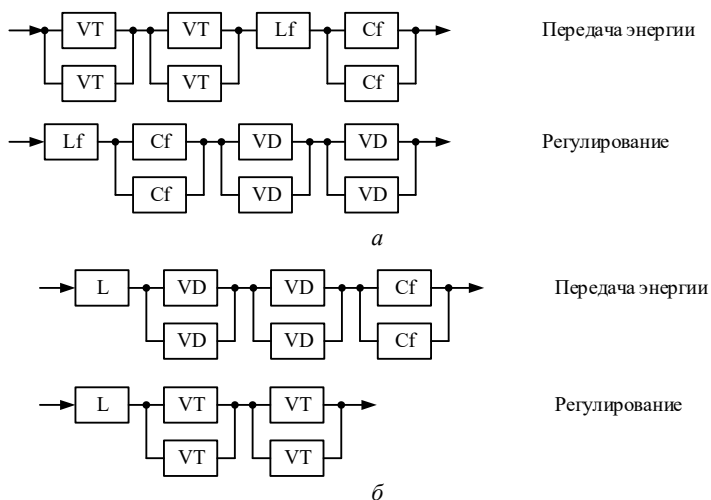 VT VT Lf Cf Передача энергии
VT VT Cf
Lf Cf VD VD Регулирование
Cf VD VD
а
L VD VD Cf Передача энергии
VD VD Cf
L VT VT Регулирование
VT VT
б